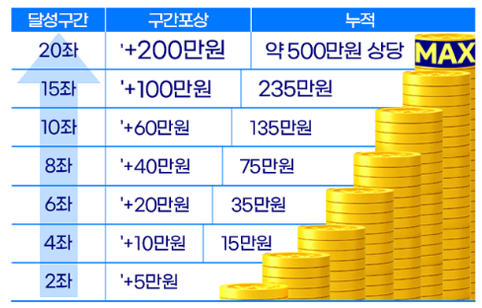 달성구간 구간포상 누적
20좌 '+200만원 약 500만원 상당 MAX
15좌 '+100만원 235만원
10좌 '+60만원 135만원
8좌 '+40만원 75만원
6좌 '+20만원 35만원
4좌 '+10만원 15만원
2좌 '+5만원